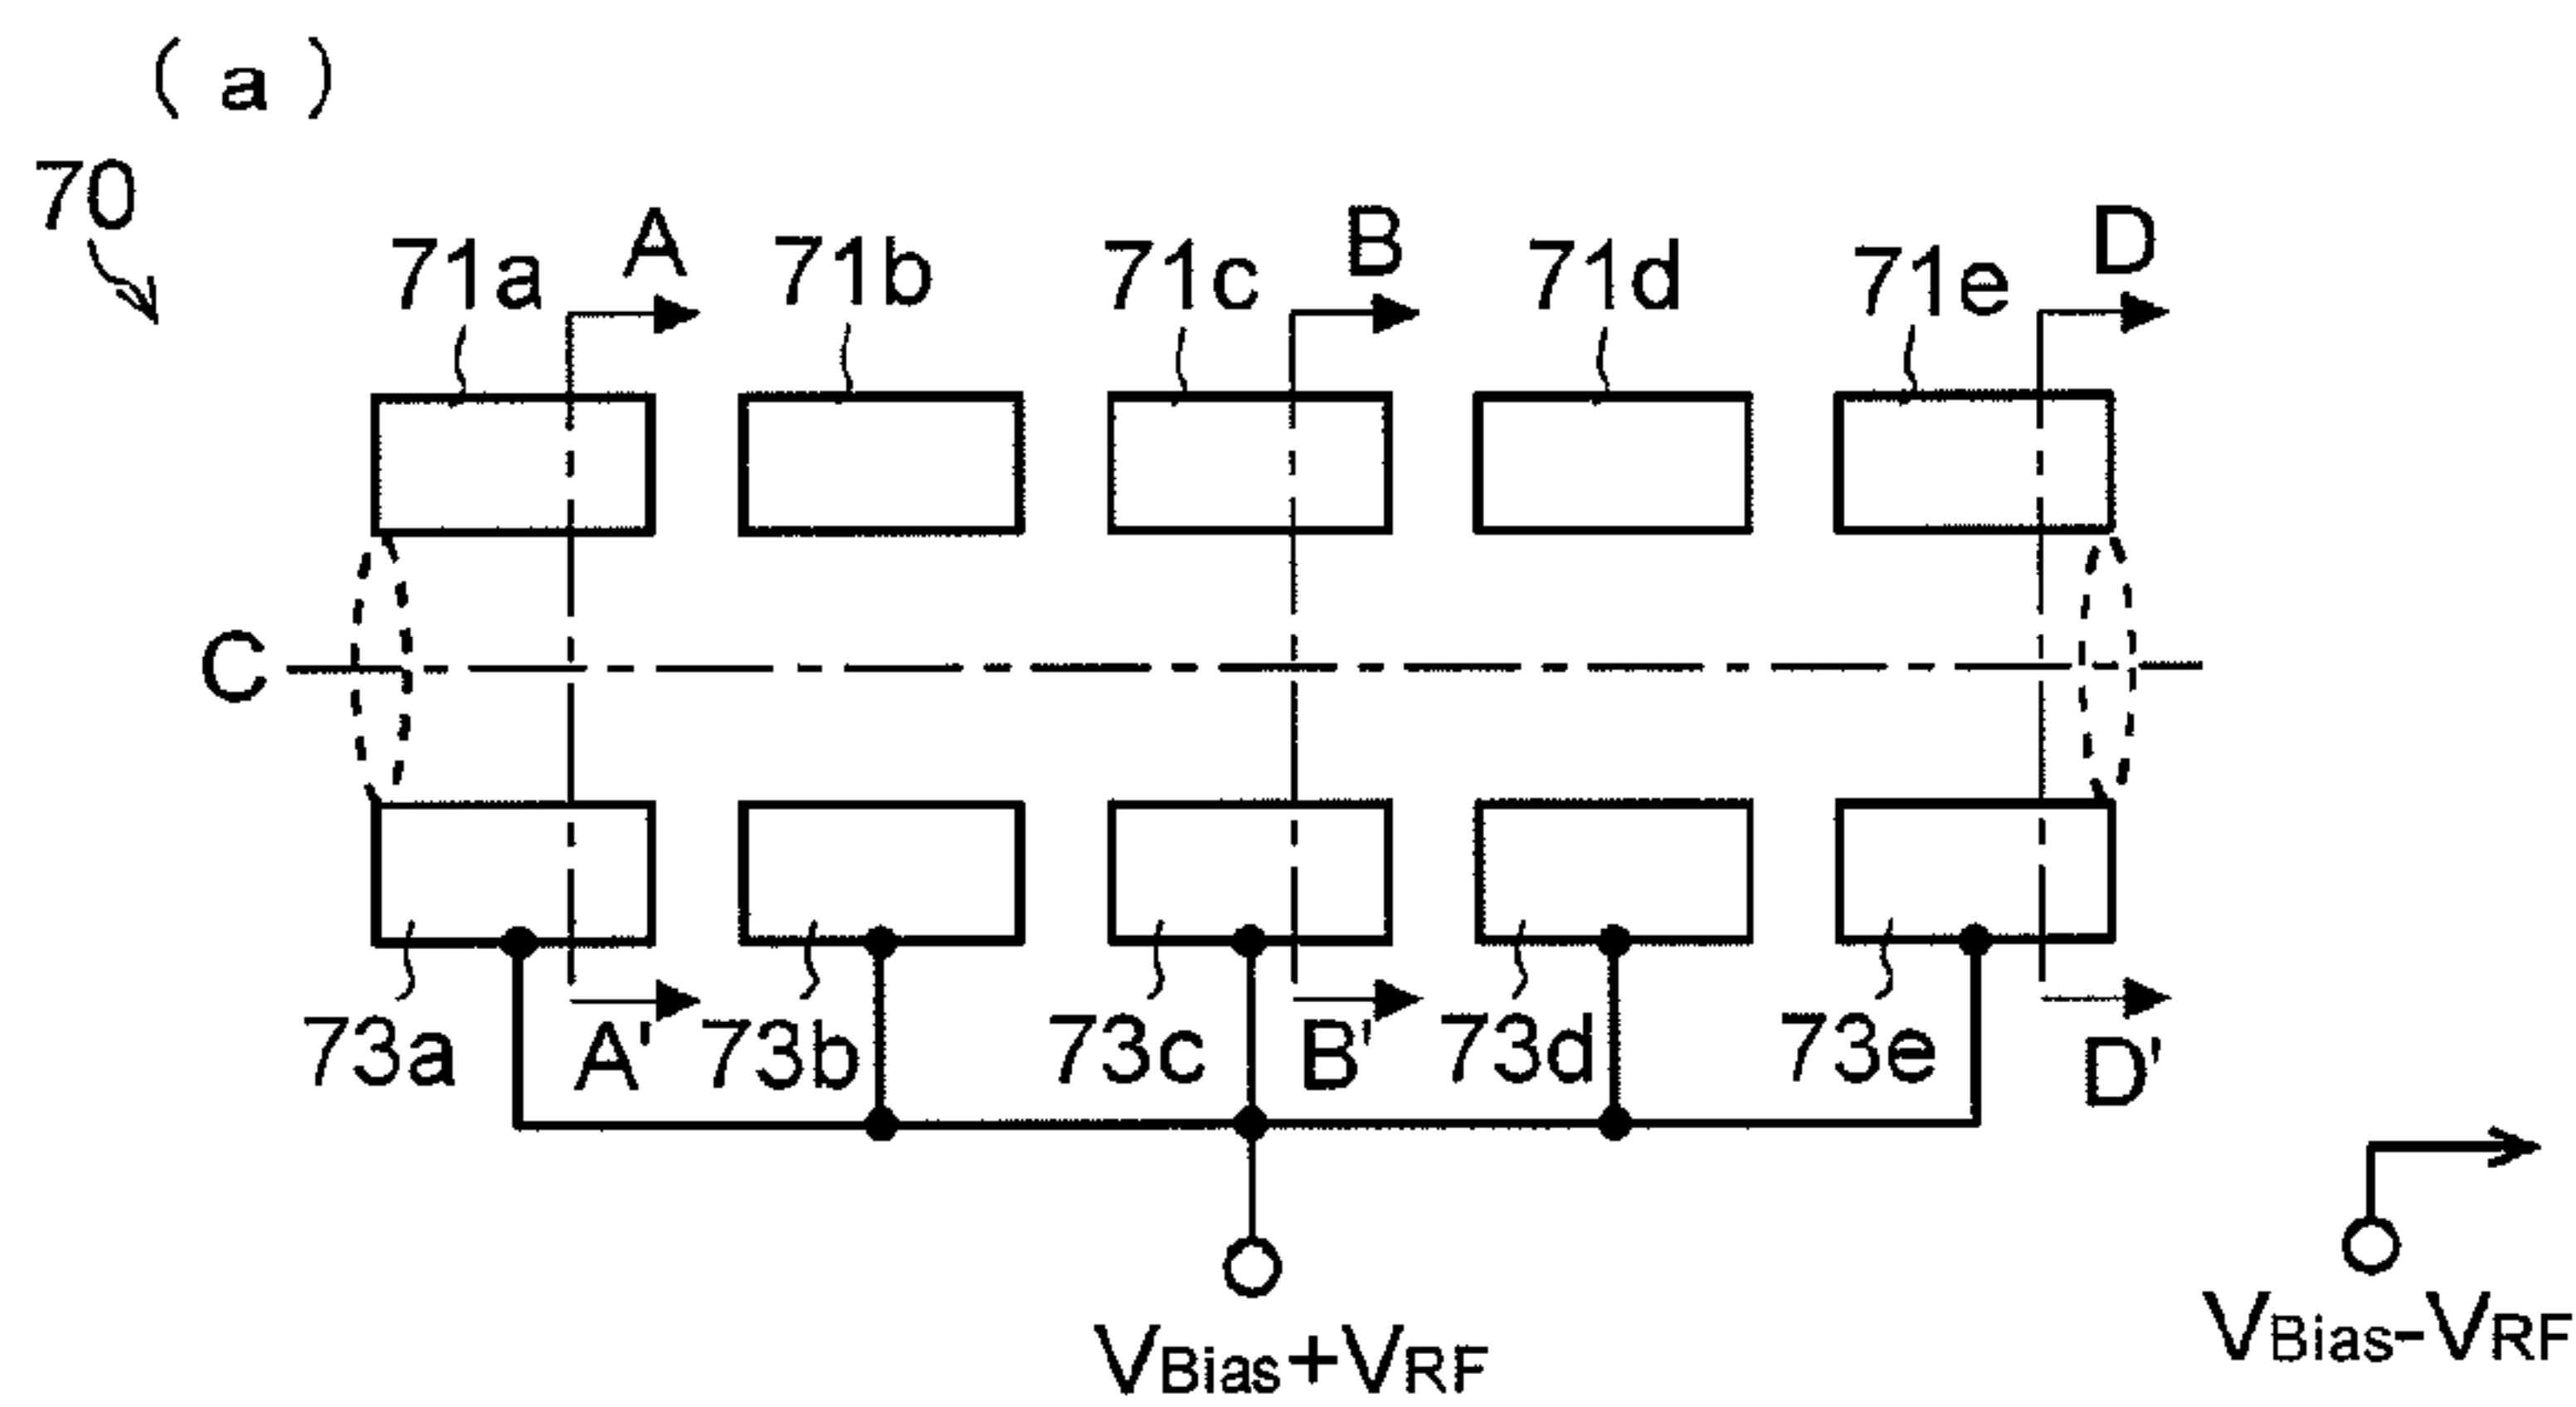 (a)
70
71a A 71b 71c B 71d 71e D
C
73a A' 73b 73c B' 73d 73e D'
VBias+VRF
VBias-VRF